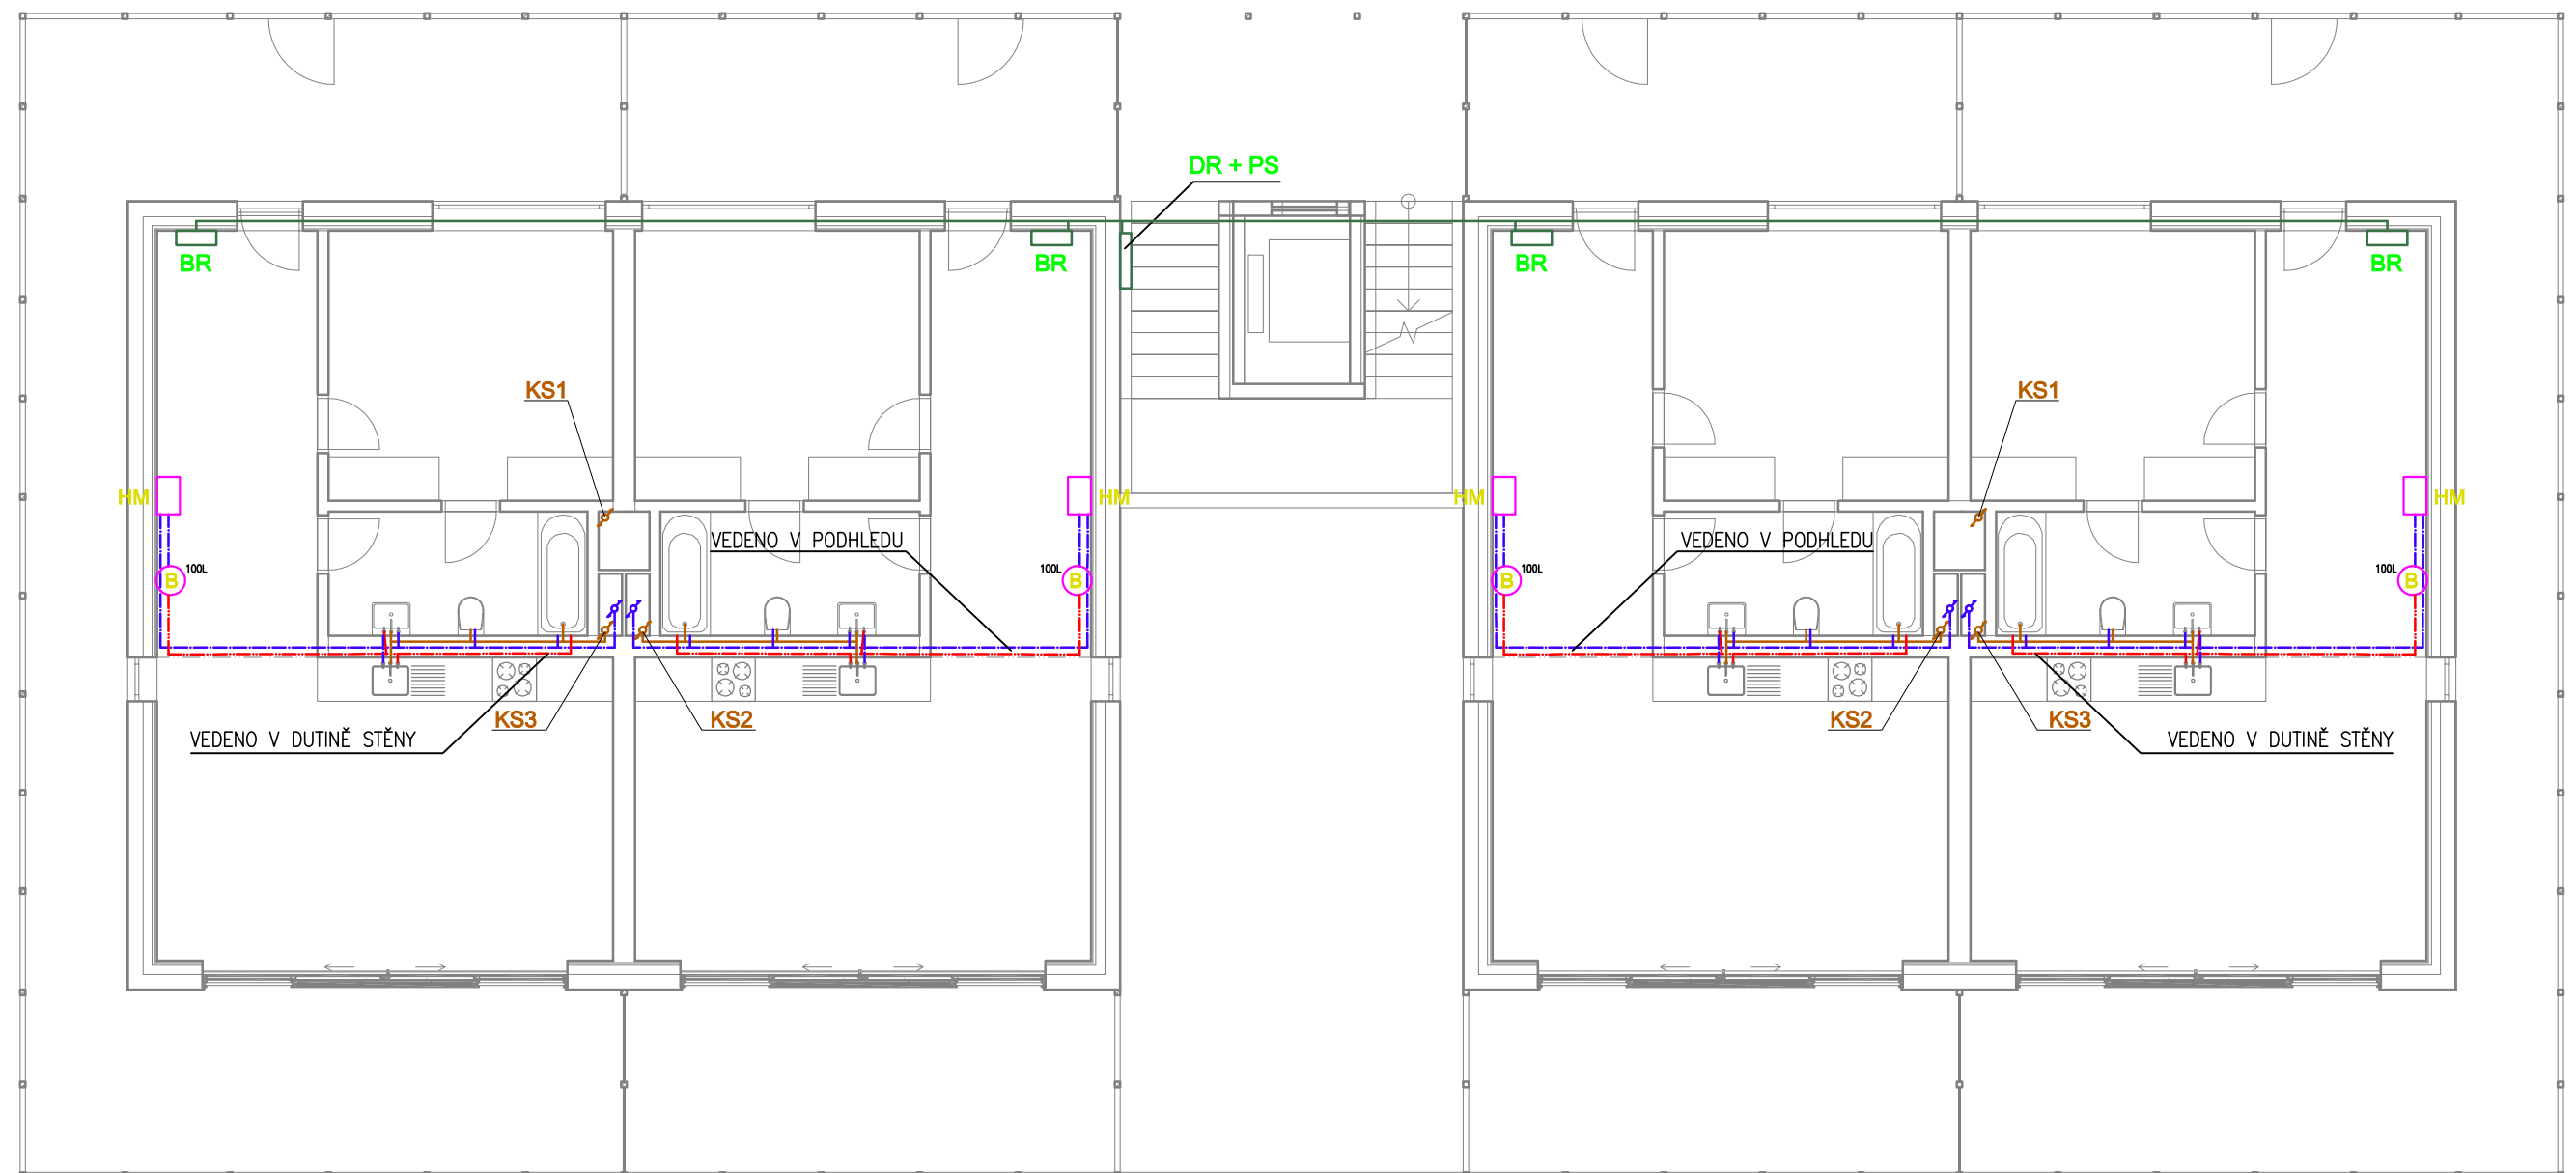 DR + PS
BR
BR
BR
BR
KS1
KS1
HM
HM
HM
HM
VEDENO V PODHLEDU
VEDENO V PODHLEDU
B
100L
100L
B
B
100L
100L
B
KS3
KS2
KS2
KS3
VEDENO V DUTINĚ STĚNY
VEDENO V DUTINĚ STĚNY